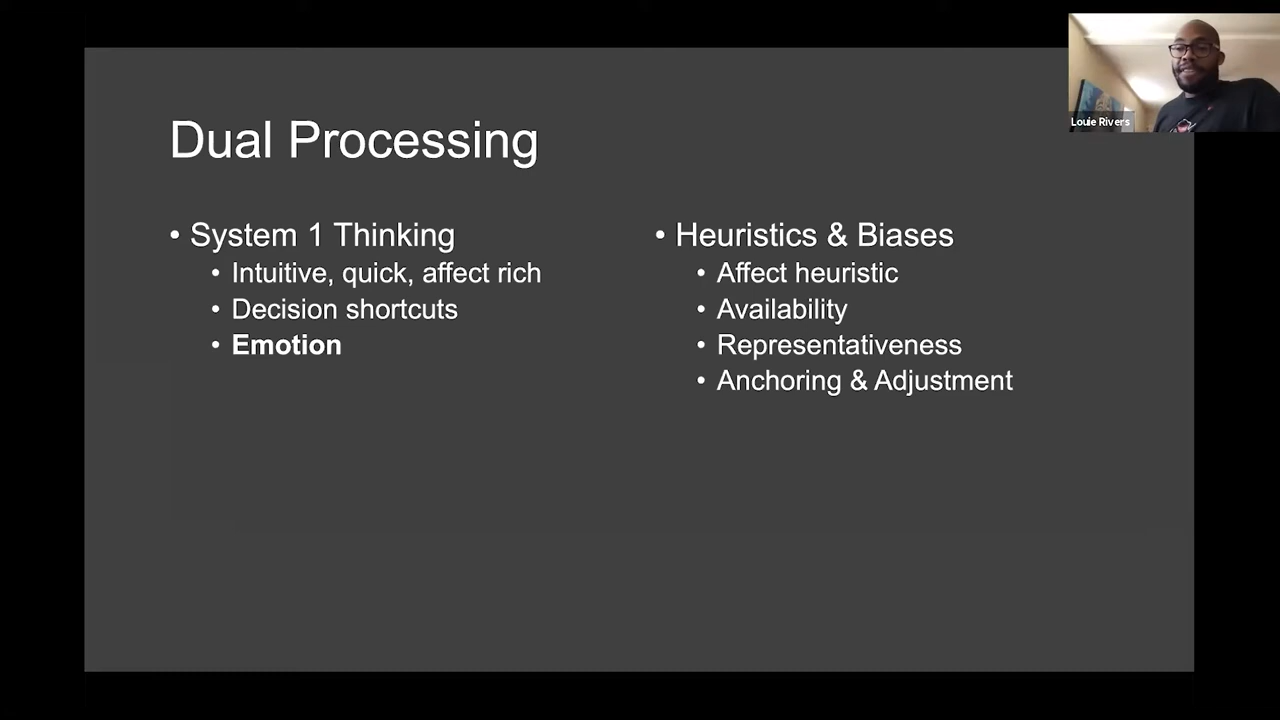 Louie Rivers
Dual Processing
• System 1 Thinking
• Intuitive, quick, affect rich
• Decision shortcuts
• Emotion
• Heuristics & Biases
• Affect heuristic
• Availability
• Representativeness
• Anchoring & Adjustment